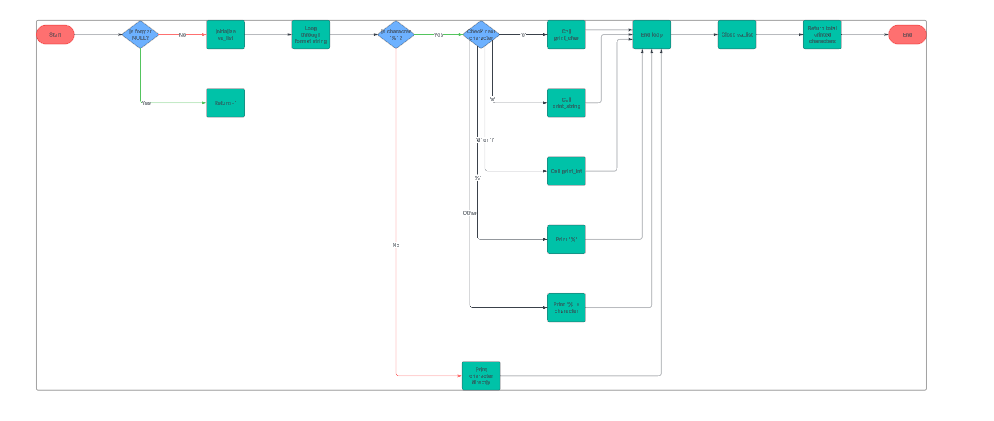 Start
Is format
NULL?
No
Initialize
va_list
Loop
through
format string
Is character
'%'?
Yes
Check next
character
'c'
Call
print_char
End loop
Close va_list
Return total
printed
characters
End
Yes
Return -1
's'
Call
print_string
'd' or 'i'
Call print_int
'%'
Print '%'
Other
Print '%' +
character
No
Print
character
directly